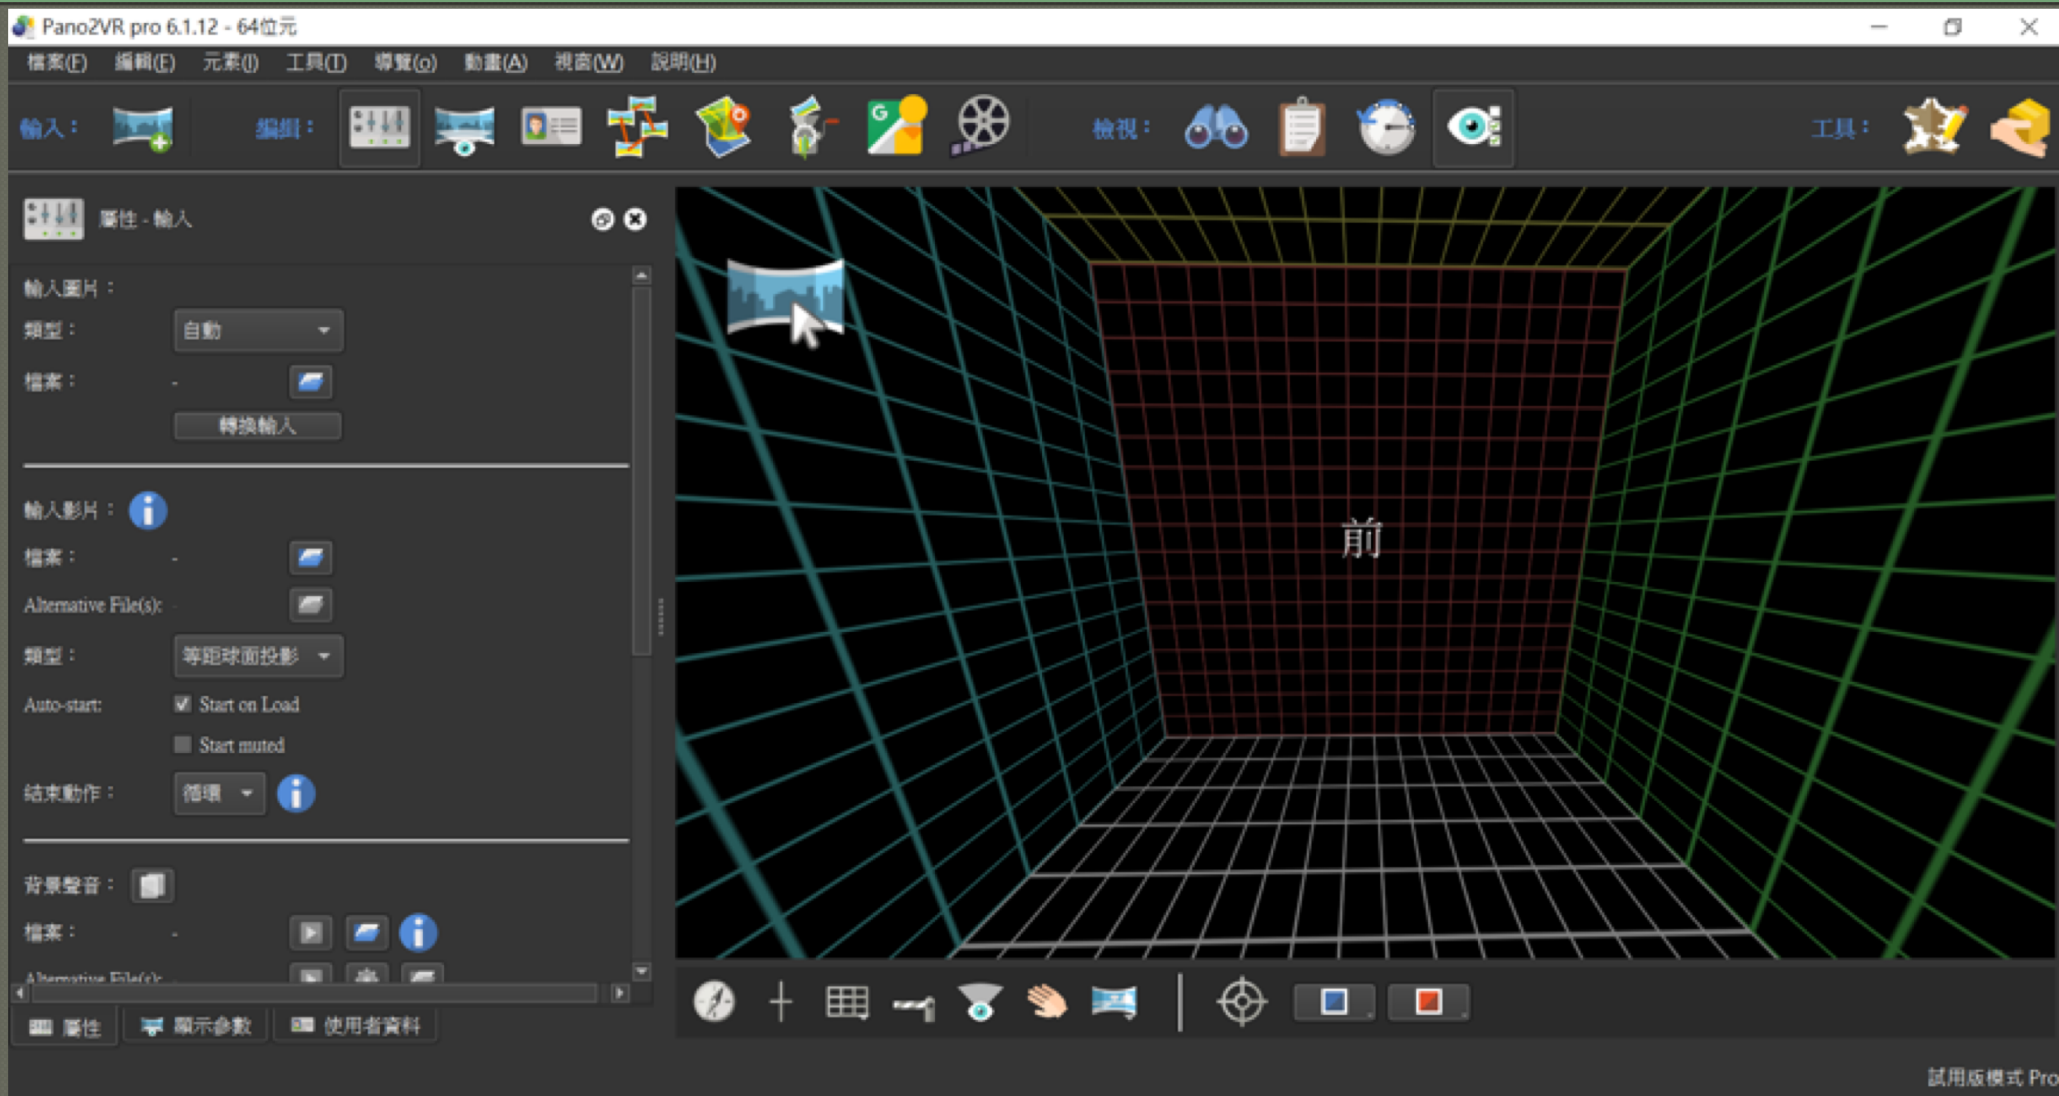 Pano2VR pro 6.1.12 - 64位元
檔案(F) 編輯(E) 元素(I) 工具(T) 導覽(o) 動畫(A) 視窗(W) 說明(H)
輸入： 編輯： 檢視： 工具：
屬性 - 輸入
輸入圖片：
類型： 自動
檔案： -
轉換輸入
輸入影片：
檔案： -
Alternative File(s): -
類型： 等距球面投影
Auto-start: Start on Load
Start muted
結束動作： 循環
背景聲音：
檔案： -
Alternative File(s): -
屬性 顯示參數 使用者資料
前
試用版模式 Pro